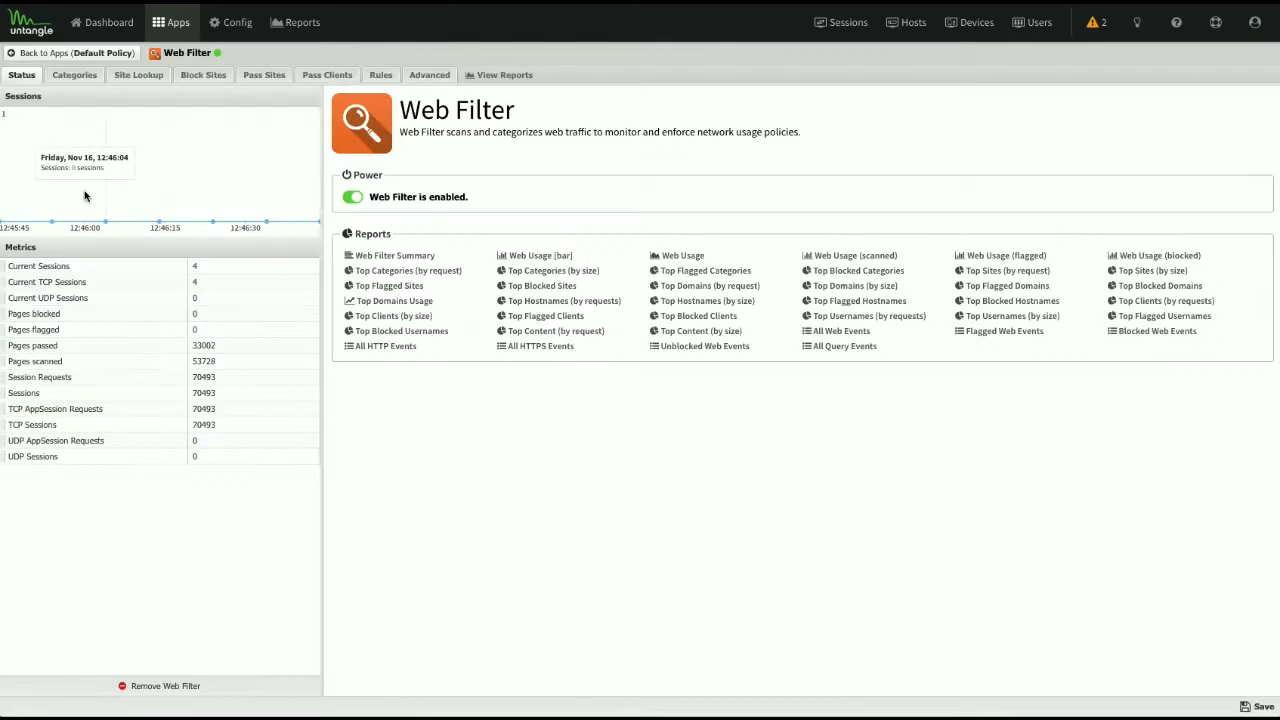 untangle Dashboard Apps Config Reports Sessions Hosts Devices Users 2
Back to Apps (Default Policy) Web Filter
Status Categories Site Lookup Block Sites Pass Sites Pass Clients Rules Advanced View Reports
Sessions
1
Friday, Nov 16, 12:46:04
Sessions: 0 sessions
12:45:45 12:46:00 12:46:15 12:46:30
Metrics
Current Sessions 4
Current TCP Sessions 4
Current UDP Sessions 0
Pages blocked 0
Pages flagged 0
Pages passed 33002
Pages scanned 53728
Session Requests 70493
Sessions 70493
TCP AppSession Requests 70493
TCP Sessions 70493
UDP AppSession Requests 0
UDP Sessions 0
Remove Web Filter
Web Filter
Web Filter scans and categorizes web traffic to monitor and enforce network usage policies.
Power
Web Filter is enabled.
Reports
Web Filter Summary Web Usage [bar] Web Usage Web Usage (scanned) Web Usage (flagged) Web Usage (blocked)
Top Categories (by request) Top Categories (by size) Top Flagged Categories Top Blocked Categories Top Sites (by request) Top Sites (by size)
Top Flagged Sites Top Blocked Sites Top Domains (by request) Top Domains (by size) Top Flagged Domains Top Blocked Domains
Top Domains Usage Top Hostnames (by requests) Top Hostnames (by size) Top Flagged Hostnames Top Blocked Hostnames Top Clients (by requests)
Top Clients (by size) Top Flagged Clients Top Blocked Clients Top Usernames (by requests) Top Usernames (by size) Top Flagged Usernames
Top Blocked Usernames Top Content (by request) Top Content (by size) All Web Events Flagged Web Events Blocked Web Events
All HTTP Events All HTTPS Events Unblocked Web Events All Query Events
Save